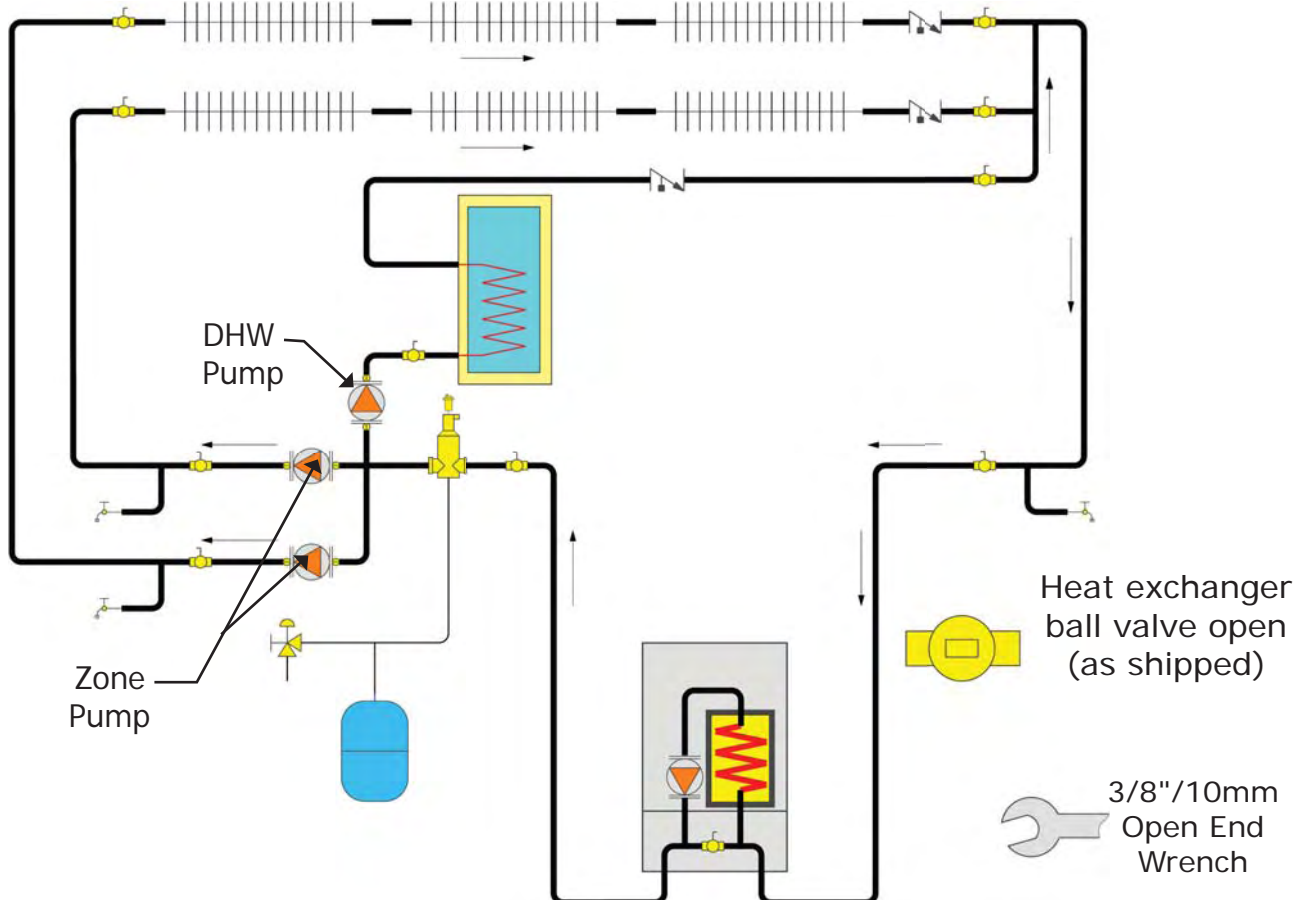 DHW
Pump
Zone
Pump
Heat exchanger
ball valve open
(as shipped)
3/8"/10mm
Open End
Wrench